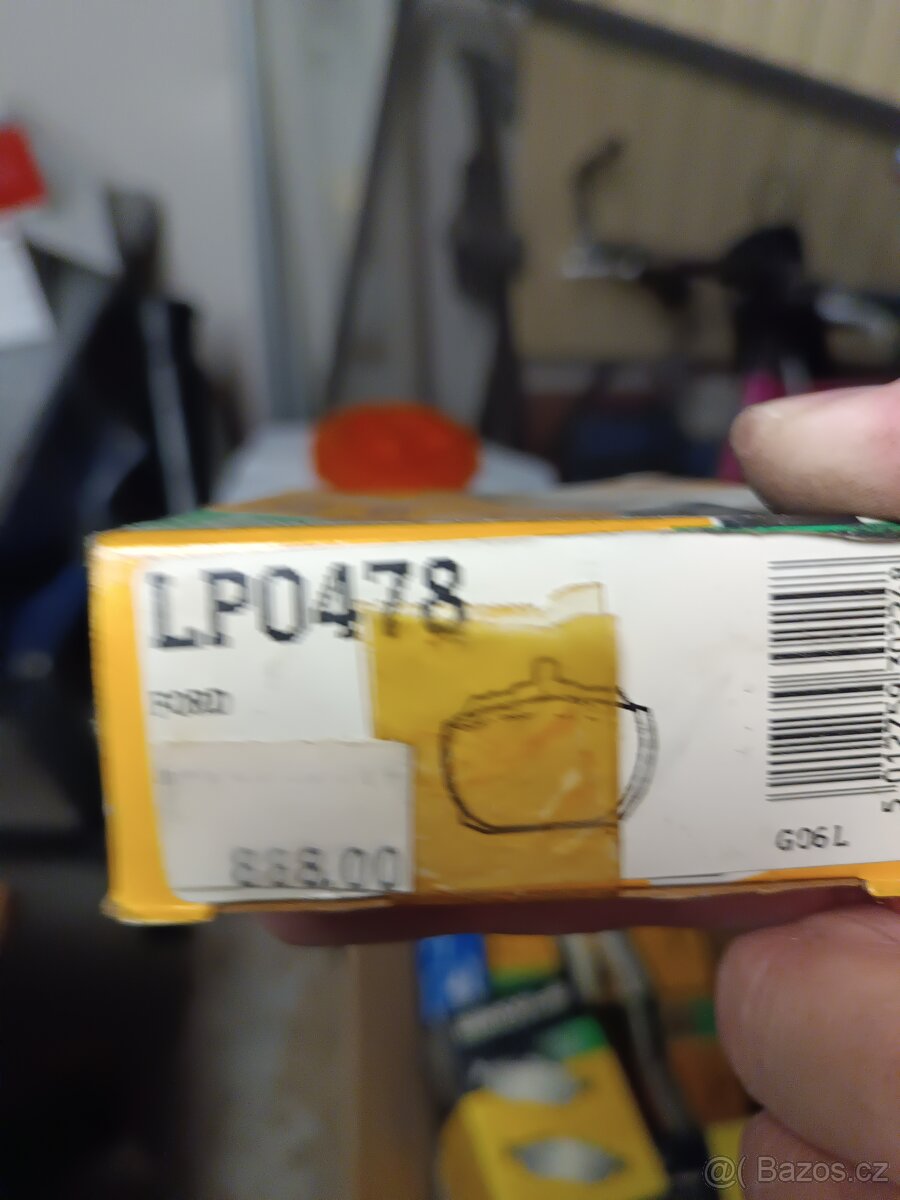 LP0478
FORD
888.00
G06L
@( Bazos.cz